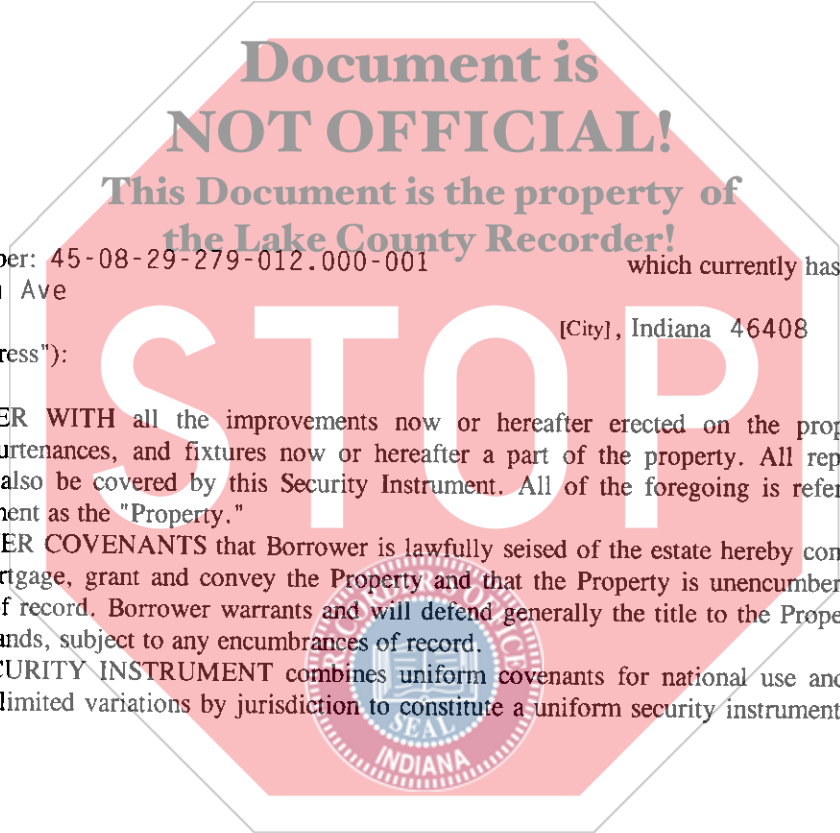 Document is
NOT OFFICIAL!
This Document is the property of
the Lake County Recorder!
ber: 45-08-29-279-012.000-001 which currently has
Ave
[City], Indiana 46408
ress"):
STOP
ER WITH all the improvements now or hereafter erected on the prop
urtenances, and fixtures now or hereafter a part of the property. All rep
also be covered by this Security Instrument. All of the foregoing is refer
nent as the "Property."
ER COVENANTS that Borrower is lawfully seised of the estate hereby con
rtgage, grant and convey the Property and that the Property is unencumber
of record. Borrower warrants and will defend generally the title to the Prope
ands, subject to any encumbrances of record.
CURITY INSTRUMENT combines uniform covenants for national use and
limited variations by jurisdiction to constitute a uniform security instrument
RECORDER'S OFFICE
SEAL
INDIANA